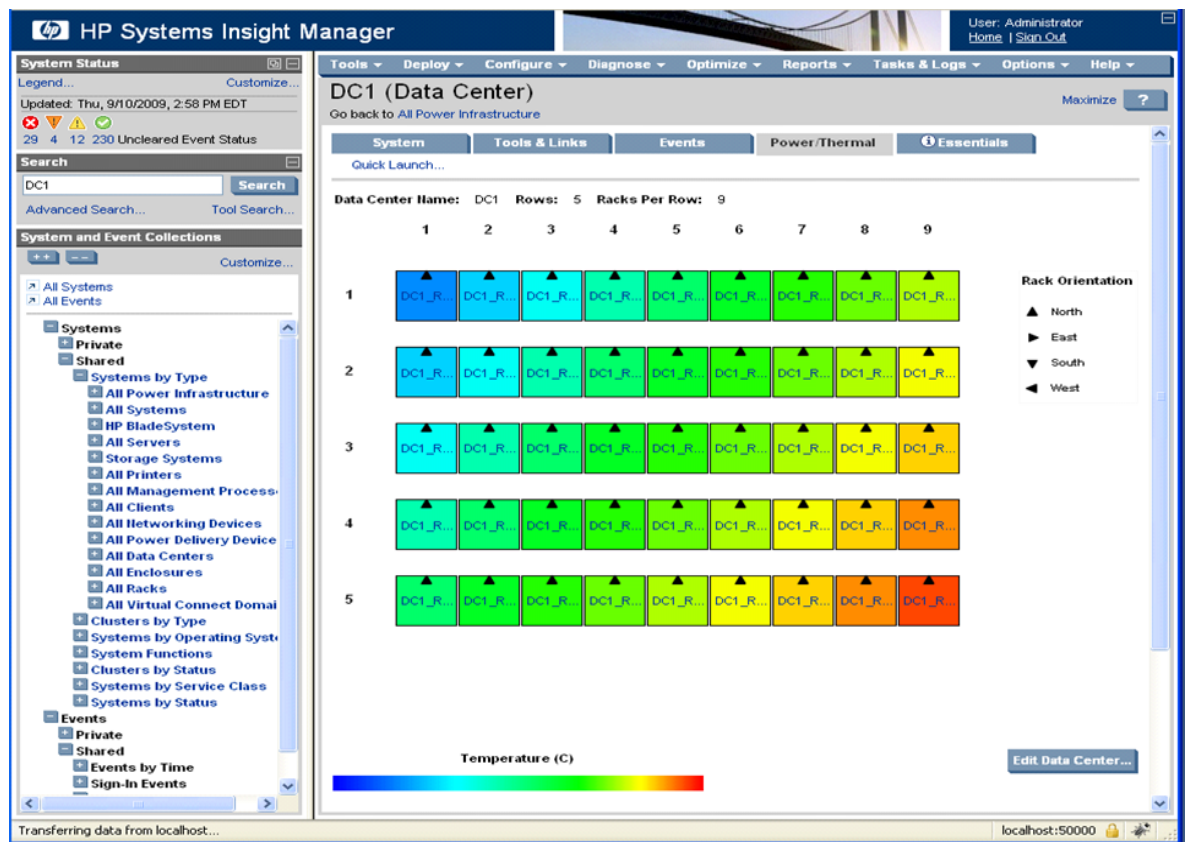 hp HP Systems Insight Manager
User: Administrator
Home | Sign Out
System Status
Legend... Customize...
Updated: Thu, 9/10/2009, 2:58 PM EDT
29 4 12 230 Uncleared Event Status
Search
DC1 Search
Advanced Search... Tool Search...
System and Event Collections
++ -- Customize...
All Systems
All Events
Systems
Private
Shared
Systems by Type
All Power Infrastructure
All Systems
HP BladeSystem
All Servers
Storage Systems
All Printers
All Management Process
All Clients
All Networking Devices
All Power Delivery Device
All Data Centers
All Enclosures
All Racks
All Virtual Connect Domai
Clusters by Type
Systems by Operating Syst
System Functions
Clusters by Status
Systems by Service Class
Systems by Status
Events
Private
Shared
Events by Time
Sign-In Events
Tools Deploy Configure Diagnose Optimize Reports Tasks & Logs Options Help
DC1 (Data Center)
Maximize ?
Go back to All Power Infrastructure
System Tools & Links Events Power/Thermal Essentials
Quick Launch...
Data Center Name: DC1 Rows: 5 Racks Per Row: 9
1 2 3 4 5 6 7 8 9
1 DC1_R... DC1_R... DC1_R... DC1_R... DC1_R... DC1_R... DC1_R... DC1_R... DC1_R...
2 DC1_R... DC1_R... DC1_R... DC1_R... DC1_R... DC1_R... DC1_R... DC1_R... DC1_R...
3 DC1_R... DC1_R... DC1_R... DC1_R... DC1_R... DC1_R... DC1_R... DC1_R... DC1_R...
4 DC1_R... DC1_R... DC1_R... DC1_R... DC1_R... DC1_R... DC1_R... DC1_R... DC1_R...
5 DC1_R... DC1_R... DC1_R... DC1_R... DC1_R... DC1_R... DC1_R... DC1_R... DC1_R...
Rack Orientation
North
East
South
West
Temperature (C)
Edit Data Center...
Transferring data from localhost... localhost:50000